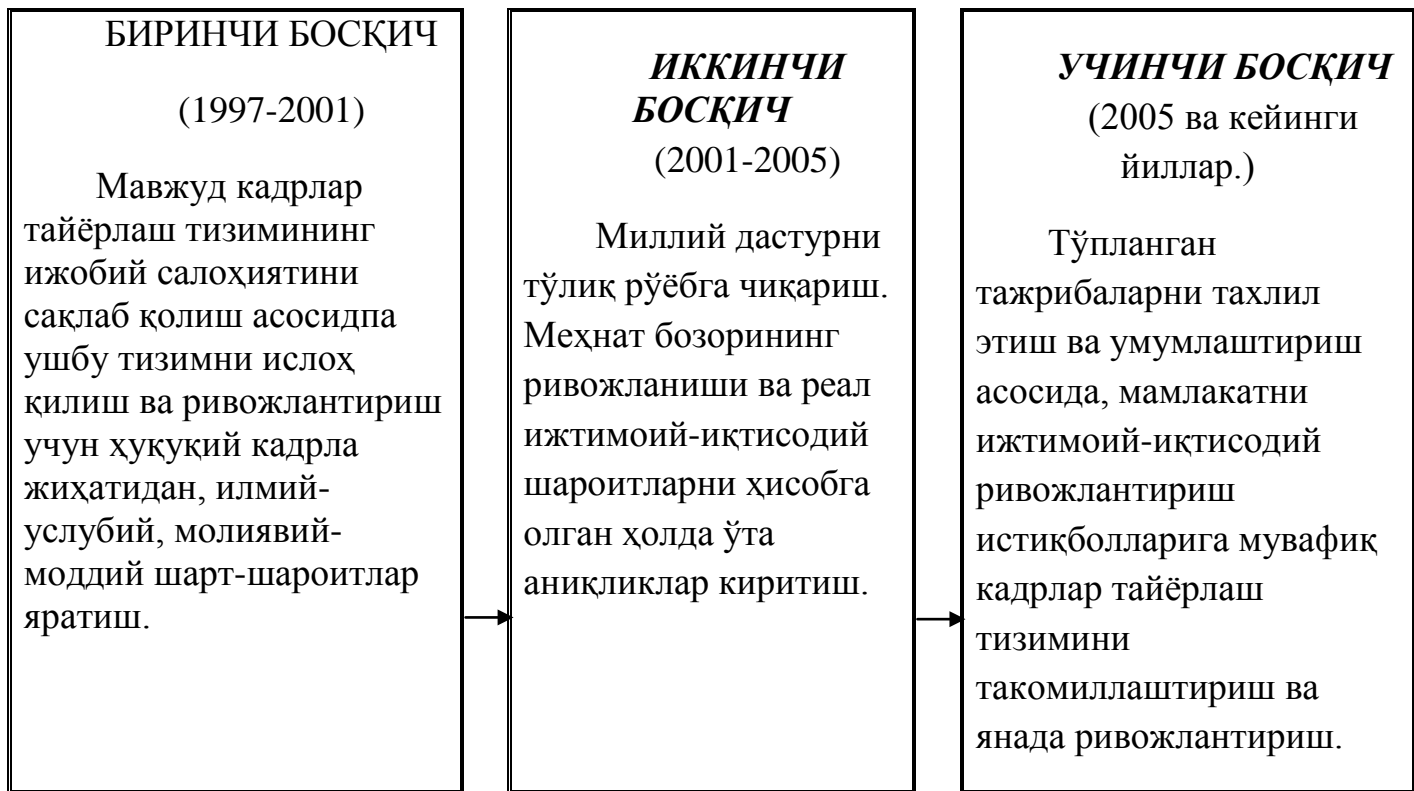 БИРИНЧИ БОСҚИЧ
(1997-2001)
Мавжуд кадрлар
тайёрлаш тизимининг
ижобий салоҳиятини
сақлаб қолиш асосидпа
ушбу тизимни ислоҳ
қилиш ва ривожлантириш
учун ҳуқуқий кадрла
жиҳатидан, илмий-
услубий, молиявий-
моддий шарт-шароитлар
яратиш.
ИККИНЧИ
БОСҚИЧ
(2001-2005)
Миллий дастурни
тўлиқ рўёбга чиқариш.
Меҳнат бозорининг
ривожланиши ва реал
ижтимоий-иқтисодий
шароитларни ҳисобга
олган ҳолда ўта
аниқликлар киритиш.
УЧИНЧИ БОСҚИЧ
(2005 ва кейинги
йиллар.)
Тўпланган
тажрибаларни тахлил
этиш ва умумлаштириш
асосида, мамлакатни
ижтимоий-иқтисодий
ривожлантириш
истиқболларига мувафиқ
кадрлар тайёрлаш
тизимини
такомиллаштириш ва
янада ривожлантириш.